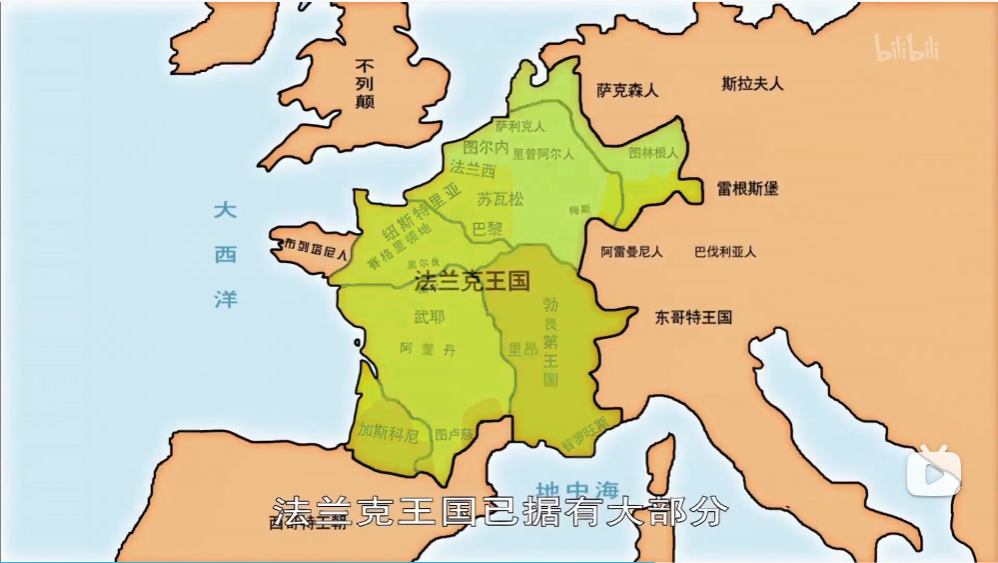 bilibili
不列颠
萨克森人
斯拉夫人
萨利克人
图尔内
里普阿尔人
图林根人
法兰西
雷根斯堡
苏瓦松
纽斯特里亚
梅斯
大西洋
巴黎
赛格里领地
布列塔尼人
阿雷曼尼人
巴伐利亚人
奥尔良
法兰克王国
勃艮第王国
武耶
东哥特王国
阿奎丹
里昂
加斯科尼
图卢兹
普罗旺斯
地中海
西哥特王朝
法兰克王国已据有大部分